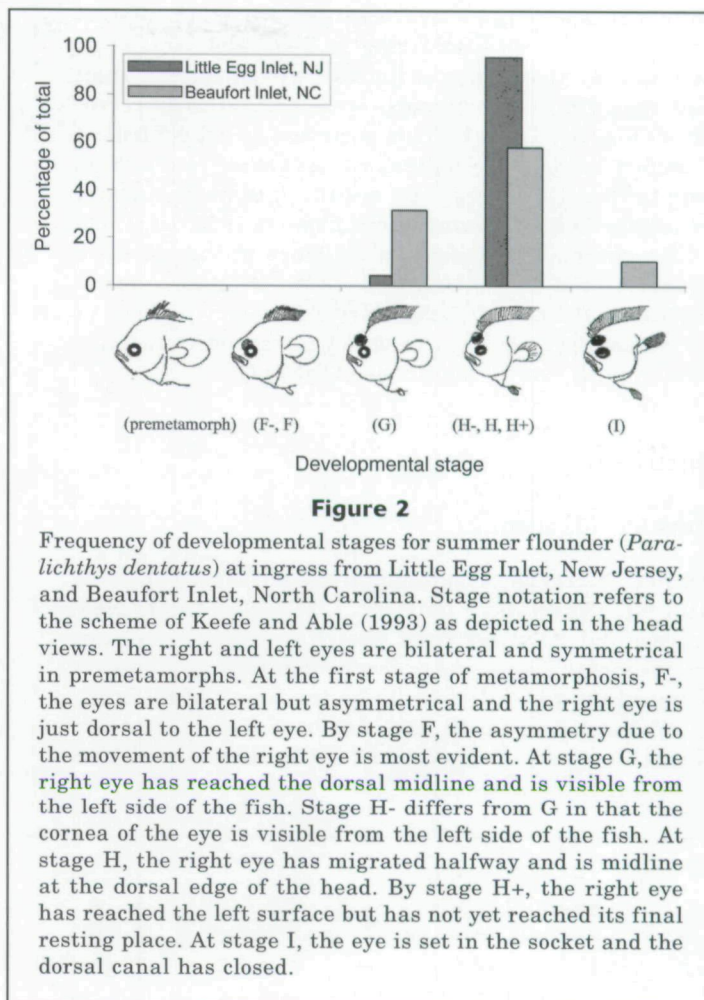 100
80
60
40
20
0
Percentage of total
Little Egg Inlet, NJ
Beaufort Inlet, NC
(premetamorph) (F-, F) (G) (H-, H, H+) (I)
Developmental stage
Figure 2
Frequency of developmental stages for summer flounder (Para-
lichthys dentatus) at ingress from Little Egg Inlet, New Jersey,
and Beaufort Inlet, North Carolina. Stage notation refers to
the scheme of Keefe and Able (1993) as depicted in the head
views. The right and left eyes are bilateral and symmetrical
in premetamorphs. At the first stage of metamorphosis, F-,
the eyes are bilateral but asymmetrical and the right eye is
just dorsal to the left eye. By stage F, the asymmetry due to
the movement of the right eye is most evident. At stage G, the
right eye has reached the dorsal midline and is visible from
the left side of the fish. Stage H- differs from G in that the
cornea of the eye is visible from the left side of the fish. At
stage H, the right eye has migrated halfway and is midline
at the dorsal edge of the head. By stage H+, the right eye
has reached the left surface but has not yet reached its final
resting place. At stage I, the eye is set in the socket and the
dorsal canal has closed.